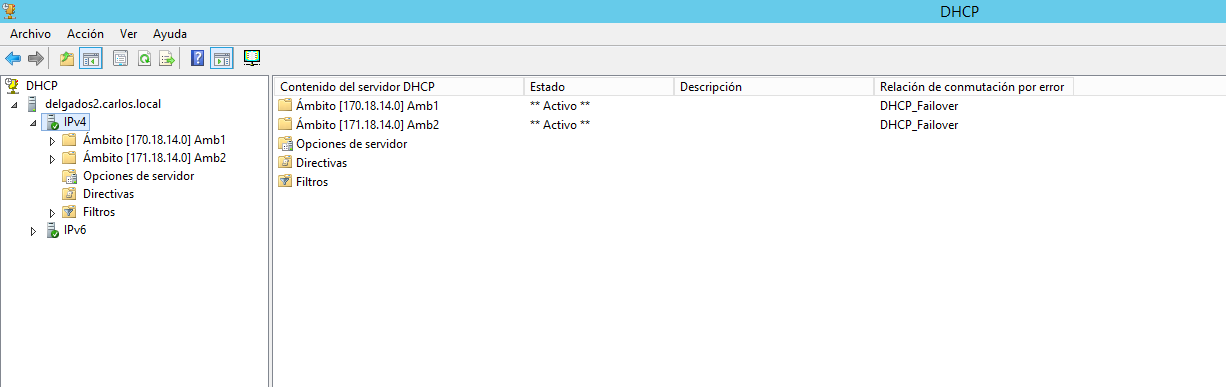 DHCP
Archivo Acción Ver Ayuda
DHCP
delgados2.carlos.local
IPv4
Ámbito [170.18.14.0] Amb1
Ámbito [171.18.14.0] Amb2
Opciones de servidor
Directivas
Filtros
IPv6
Contenido del servidor DHCP Estado Descripción Relación de conmutación por error
Ámbito [170.18.14.0] Amb1 ** Activo ** DHCP_Failover
Ámbito [171.18.14.0] Amb2 ** Activo ** DHCP_Failover
Opciones de servidor
Directivas
Filtros